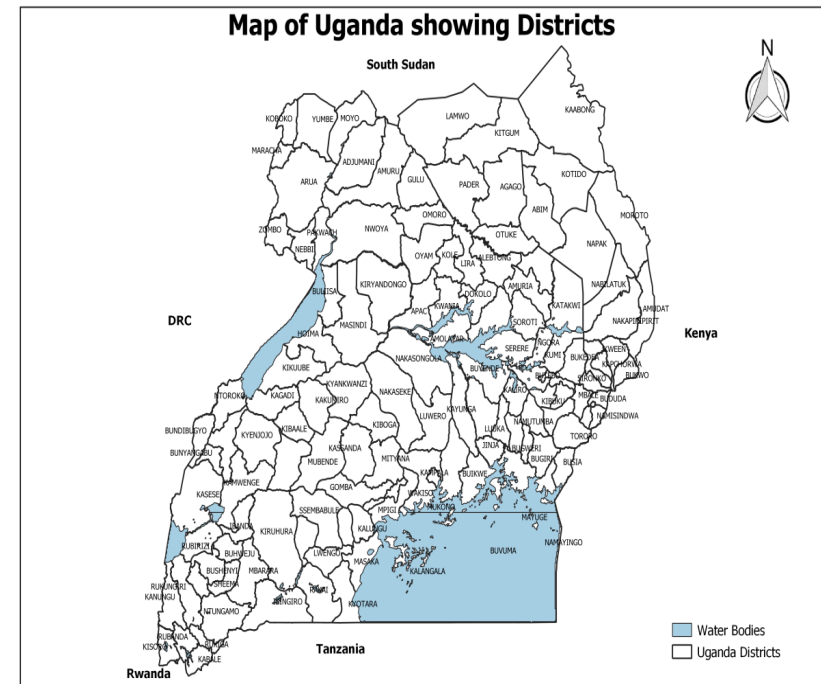 Map of Uganda showing Districts
South Sudan
N
KAABONG
LAMWO
KOBOKO
YUMBE
MOYO
KITGUM
MARACHA
ADJUMANI
AMURU
GULU
KOTIDO
ARUA
PADER
AGAGO
ABIM
MOROTO
OMORO
ZOMBO
PAKWACH
NWOYA
OTUKE
NAPAK
NEBBI
OYAM
KOLE
LIRA
ALEBTONG
BULIISA
KIRYANDONGO
AMURIA
NABILATUK
DOKOLO
KATAKWI
KWANIA
APAC
AMUDAT
DRC
MASINDI
SOROTI
NAKAPIRIPIRIT
Kenya
HOIMA
AMOLATAR
NGORA
SERERE
KUMI
KWEEN
NAKASONGOLA
BUKEDEA
KAPCHORWA
KIKUUBE
BUYENDE
SIRONKO
BUKWO
KYANKWANZI
NTOROKO
KAGADI
KAKUMIRO
NAKASEKE
KALIRO
MBALE
BUDUDA
KIBUKU
KAYUNGA
LUWERO
NAMISINDWA
KIBOGA
NAMUTUMBA
BUNDIBUGYO
KYENJOJO
KIBAALE
LUUKA
TORORO
KASSANDA
JINJA
BUGWERI
BUNYANGABU
MUBENDE
MITYANA
BUGIRI
BUSIA
KAMPALA
BUIKWE
KAMWENGE
GOMBA
KASESE
WAKISO
SSEMBABULE
MPIGI
MUKONO
MAYUGE
IBANDA
KIRUHURA
KALUNGU
NAMAYINGO
RUBIRIZI
BUHWEJU
LWENGO
BUVUMA
MASAKA
BUSHENYI
MBARARA
KALANGALA
SHEEMA
RUKUNGIRI
RAKAI
KANUNGU
ISINGIRO
KYOTARA
NTUNGAMO
RUBANDA
KISORO
KABALE
Water Bodies
Uganda Districts
Tanzania
Rwanda